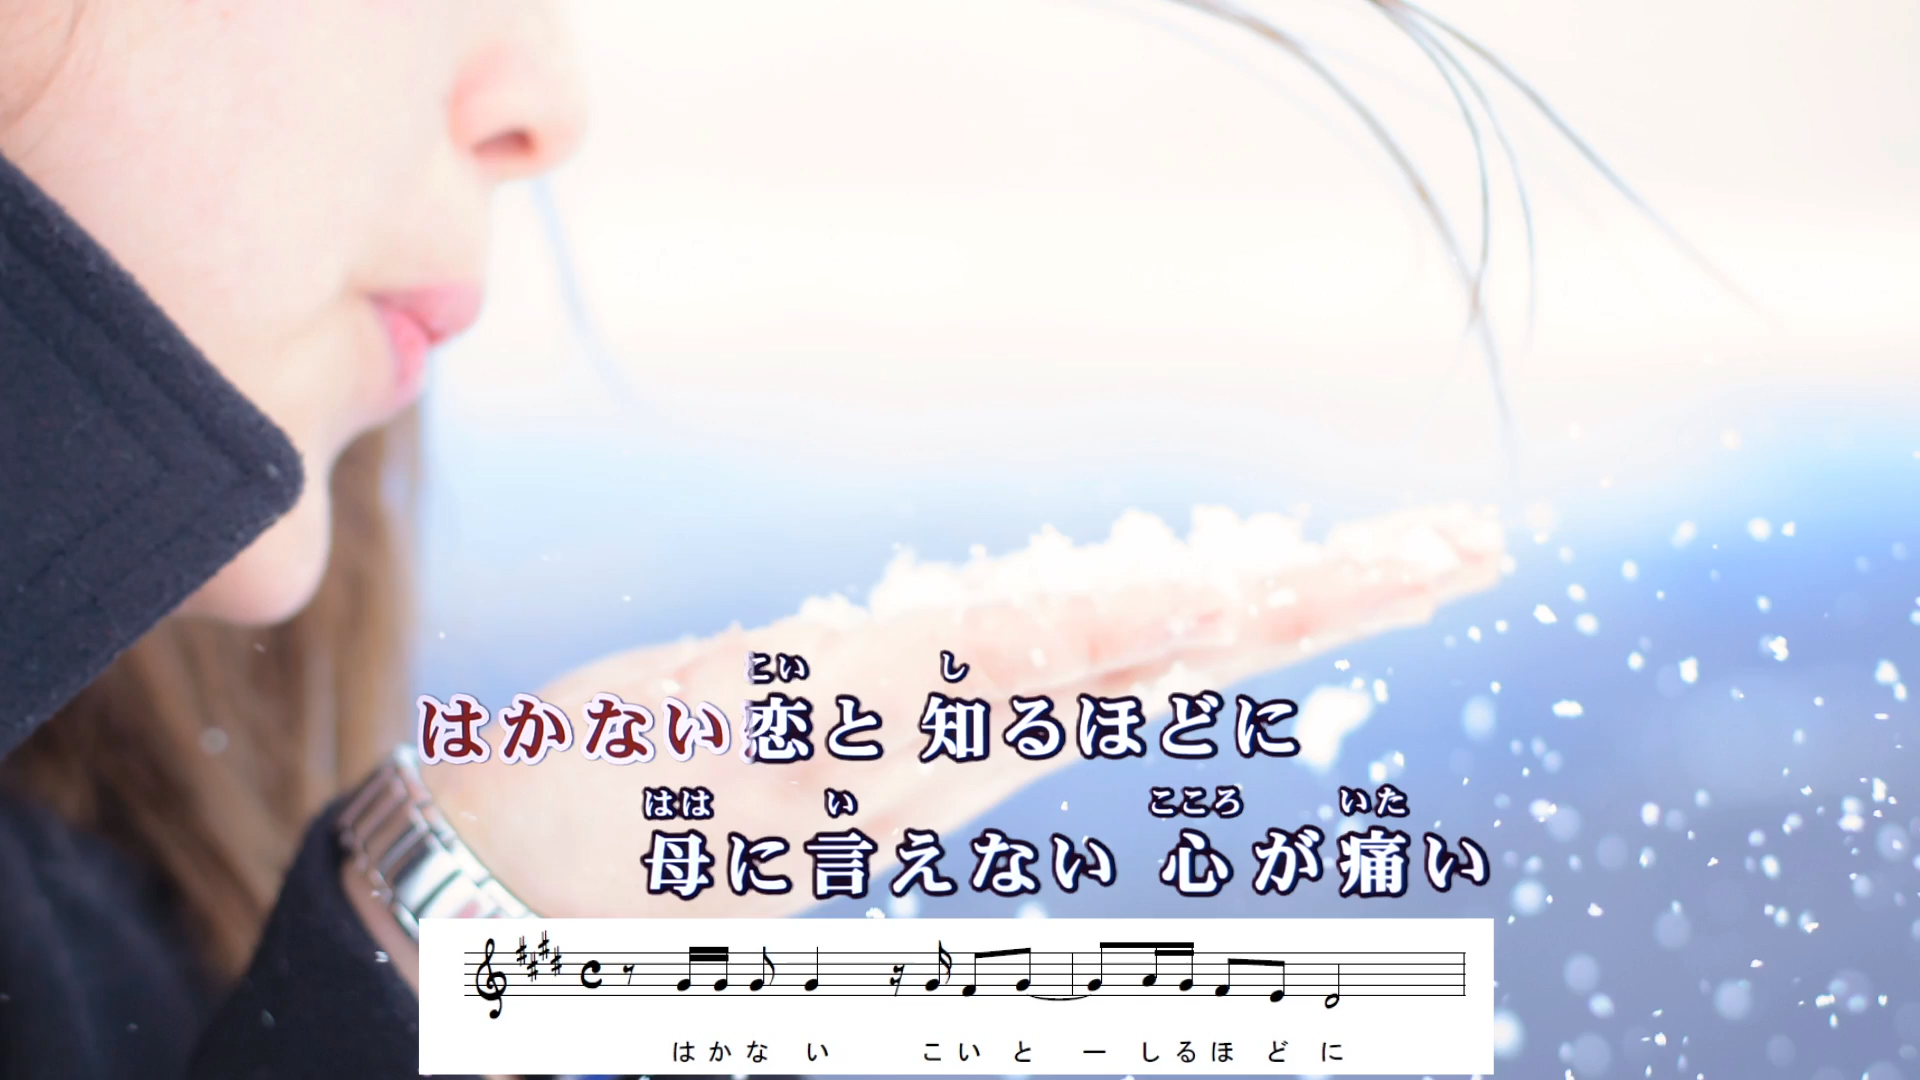 こい し
はかない恋と 知るほどに
はは い こころ いた
母に言えない 心が痛い
はかない こいと ー しるほどに